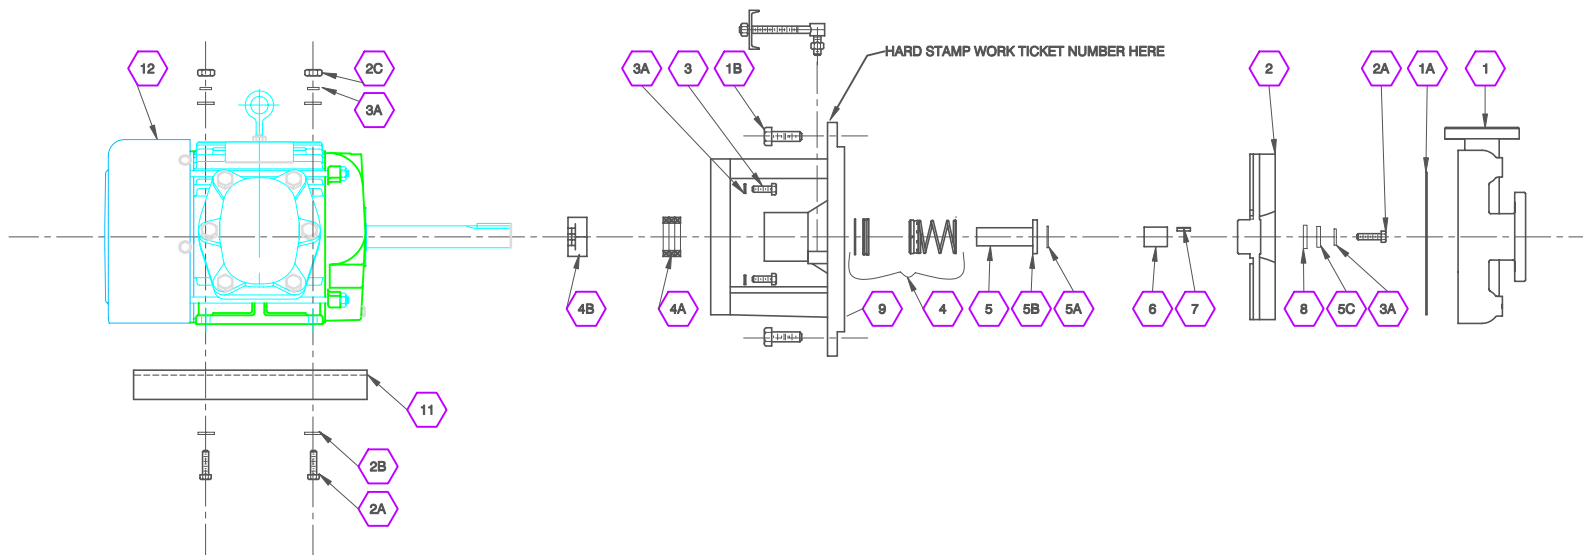 HARD STAMP WORK TICKET NUMBER HERE
12
2C
3A
3A
3
1B
2
2A
1A
1
4B
4A
9
4
5
5B
5A
6
7
8
5C
3A
11
2B
2A